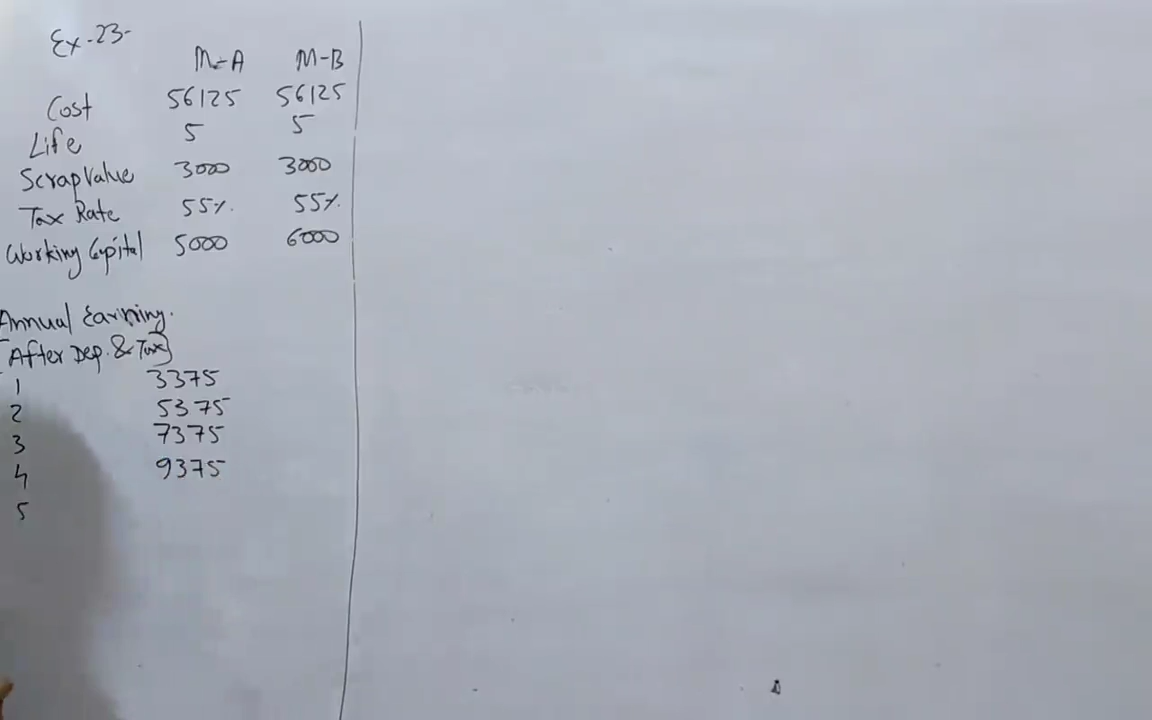 Ex-23-
M-A M-B
Cost 56125 56125
Life 5 5
Scrap Value 3000 3000
Tax Rate 55% 55%
Working Capital 5000 6000
Annual Earning.
[After Dep. & Tax]
1 3375
2 5375
3 7375
4 9375
5